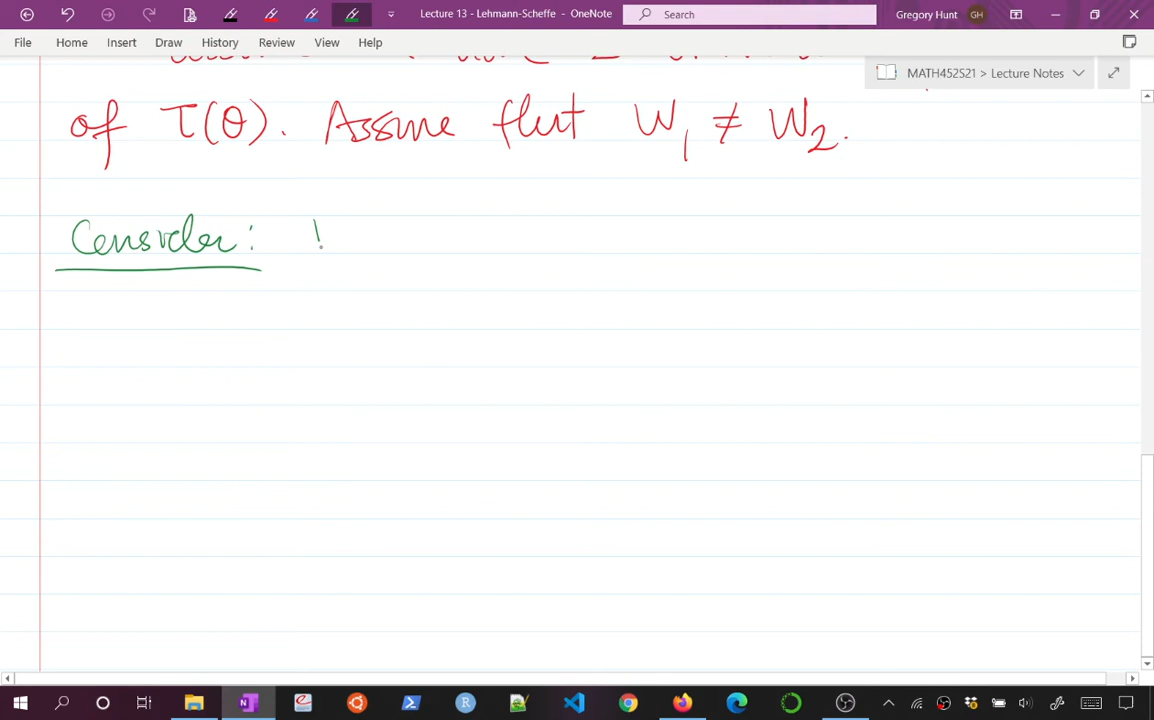 Lecture 13 - Lehmann-Scheffe - OneNote
Search
Gregory Hunt
GH
File Home Insert Draw History Review View Help
MATH452S21 > Lecture Notes
of τ(θ). Assume that W₁ ≠ W₂.
Consider: